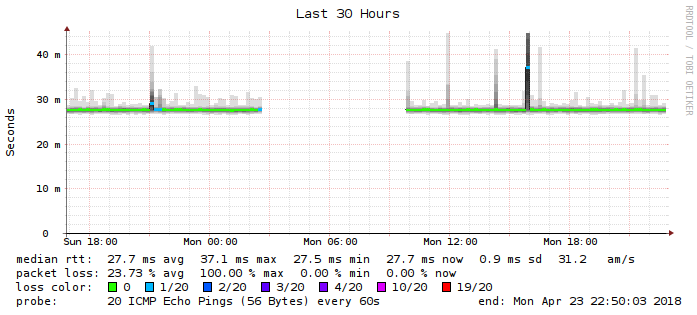 Last 30 Hours
RRDTOOL / TOBI OETIKER
Seconds
40 m
30 m
20 m
10 m
0
Sun 18:00 Mon 00:00 Mon 06:00 Mon 12:00 Mon 18:00
median rtt: 27.7 ms avg 37.1 ms max 27.5 ms min 27.7 ms now 0.9 ms sd 31.2 am/s
packet loss: 23.73 % avg 100.00 % max 0.00 % min 0.00 % now
loss color: 0 1/20 2/20 3/20 4/20 10/20 19/20
probe: 20 ICMP Echo Pings (56 Bytes) every 60s end: Mon Apr 23 22:50:03 2018